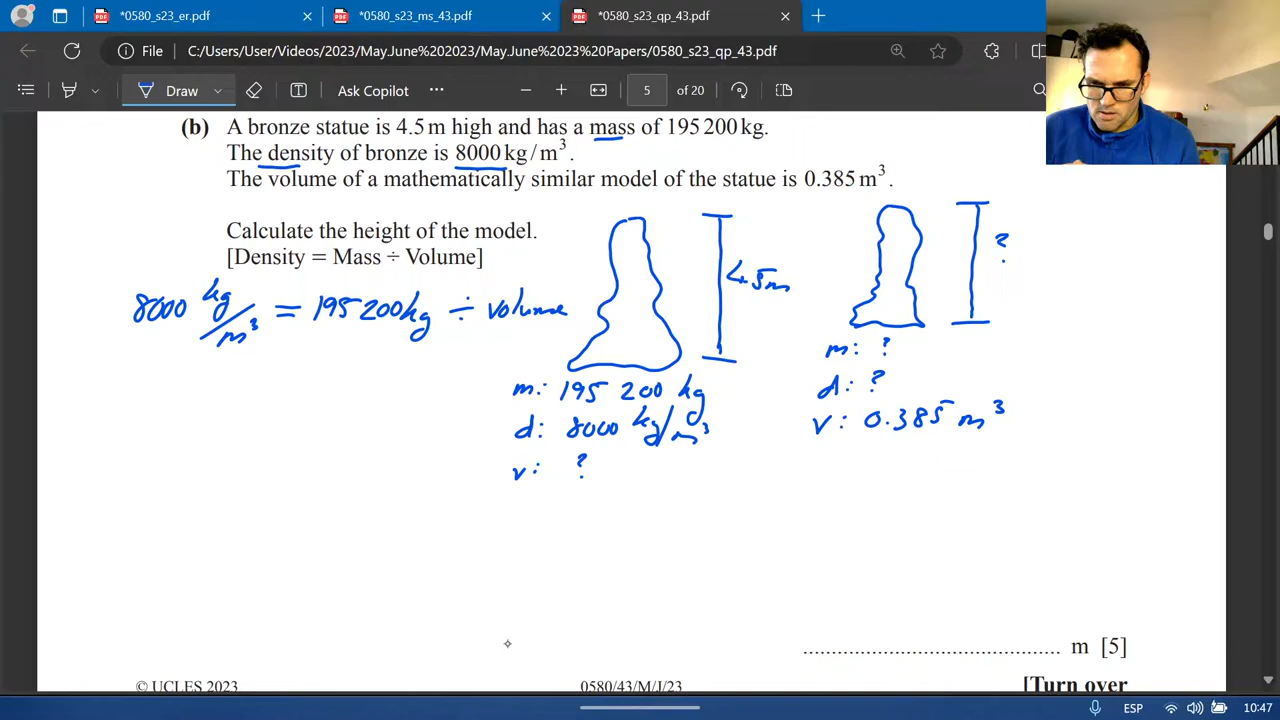 *0580_s23_er.pdf
*0580_s23_ms_43.pdf
*0580_s23_qp_43.pdf
File
C:/Users/User/Videos/2023/May.June%202023/May.June%2023%20Papers/0580_s23_qp_43.pdf
Draw
Ask Copilot
5 of 20
(b) A bronze statue is 4.5 m high and has a mass of 195 200 kg.
The density of bronze is 8000 kg/m³.
The volume of a mathematically similar model of the statue is 0.385 m³.
Calculate the height of the model.
[Density = Mass ÷ Volume]
8000 kg/m³ = 195 200kg ÷ volume
4.5m
?
m: 195 200 kg
d: 8000 kg/m³
v: ?
m: ?
d: ?
v: 0.385 m³
.............................................. m [5]
© UCLES 2023
0580/43/M/J/23
[Turn over
ESP
10:47